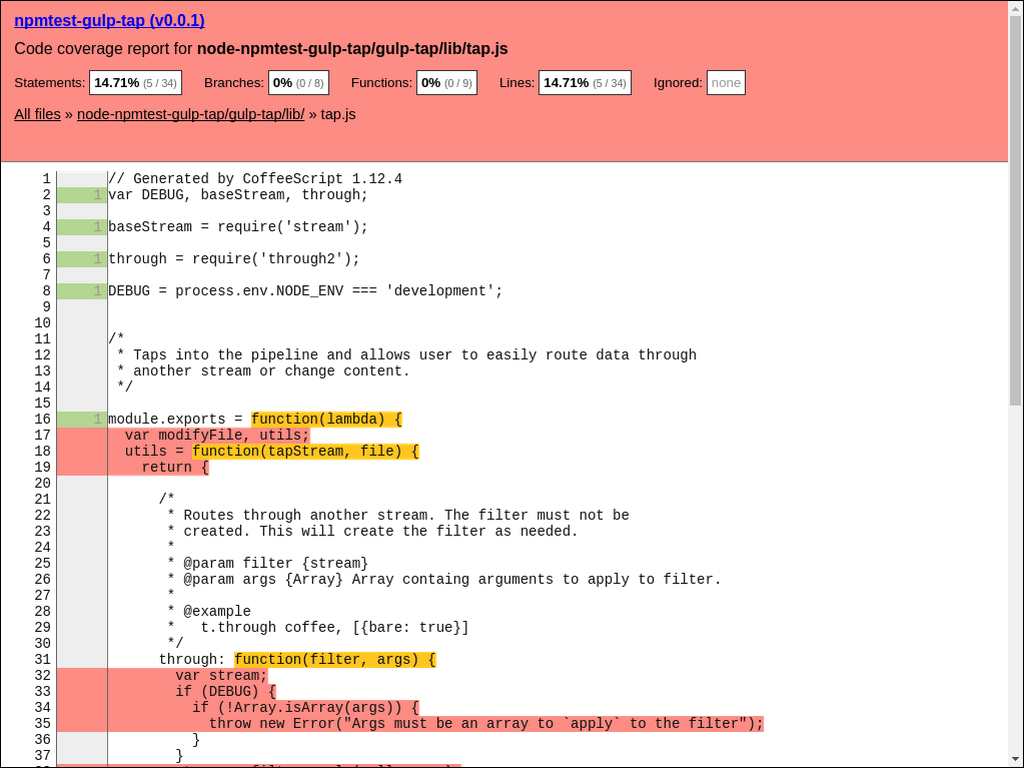 npmtest-gulp-tap (v0.0.1)
Code coverage report for node-npmtest-gulp-tap/gulp-tap/lib/tap.js
Statements: 14.71% (5 / 34) Branches: 0% (0 / 8) Functions: 0% (0 / 9) Lines: 14.71% (5 / 34) Ignored: none
All files » node-npmtest-gulp-tap/gulp-tap/lib/ » tap.js
1 // Generated by CoffeeScript 1.12.4
2 1 var DEBUG, baseStream, through;
3
4 1 baseStream = require('stream');
5
6 1 through = require('through2');
7
8 1 DEBUG = process.env.NODE_ENV === 'development';
9
10
11 /*
12 * Taps into the pipeline and allows user to easily route data through
13 * another stream or change content.
14 */
15
16 1 module.exports = function(lambda) {
17 var modifyFile, utils;
18 utils = function(tapStream, file) {
19 return {
20
21 /*
22 * Routes through another stream. The filter must not be
23 * created. This will create the filter as needed.
24 *
25 * @param filter {stream}
26 * @param args {Array} Array containg arguments to apply to filter.
27 *
28 * @example
29 * t.through coffee, [{bare: true}]
30 */
31 through: function(filter, args) {
32 var stream;
33 if (DEBUG) {
34 if (!Array.isArray(args)) {
35 throw new Error("Args must be an array to `apply` to the filter");
36 }
37 }